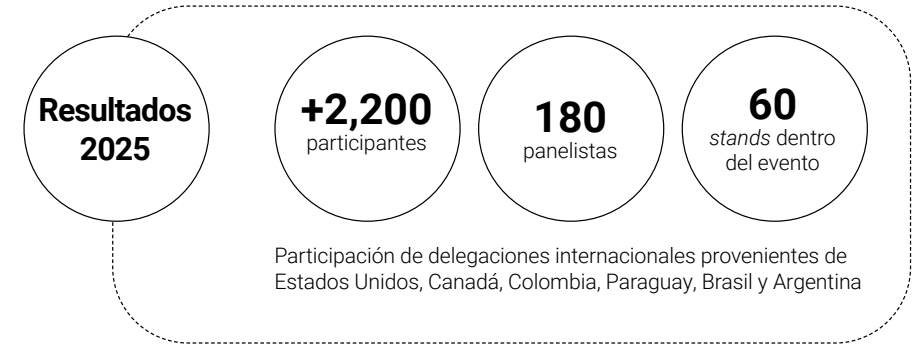 Resultados
2025
+2,200
participantes
180
panelistas
60
stands dentro
del evento
Participación de delegaciones internacionales provenientes de
Estados Unidos, Canadá, Colombia, Paraguay, Brasil y Argentina